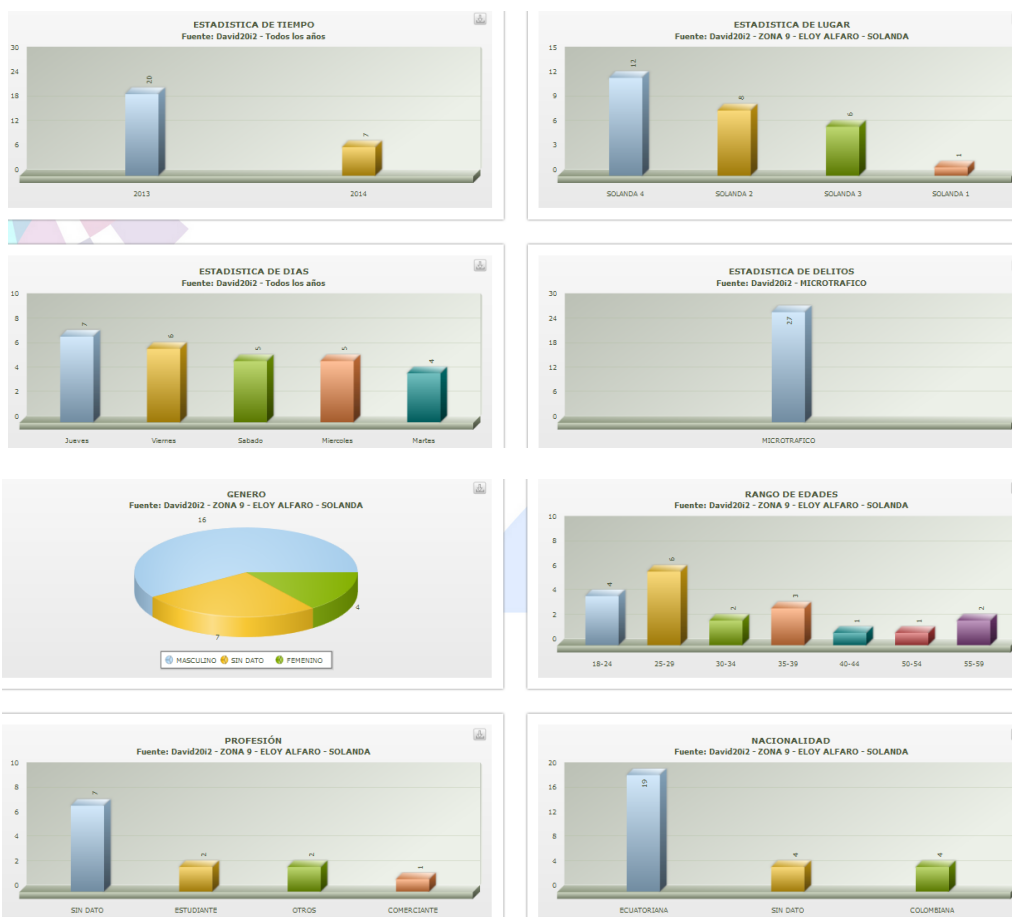 ESTADISTICA DE TIEMPO
Fuente: David20i2 - Todos los años
30
24
18
12
6
0
20
7
2013
2014
ESTADISTICA DE LUGAR
Fuente: David20i2 - ZONA 9 - ELOY ALFARO - SOLANDA
15
12
9
6
3
0
12
8
6
1
SOLANDA 4
SOLANDA 2
SOLANDA 3
SOLANDA 1
ESTADISTICA DE DIAS
Fuente: David20i2 - Todos los años
10
8
6
4
2
0
7
6
5
5
4
Jueves
Viernes
Sabado
Miercoles
Martes
ESTADISTICA DE DELITOS
Fuente: David20i2 - MICROTRAFICO
30
24
18
12
6
0
27
MICROTRAFICO
GENERO
Fuente: David20i2 - ZONA 9 - ELOY ALFARO - SOLANDA
16
4
7
MASCULINO SIN DATO FEMENINO
RANGO DE EDADES
Fuente: David20i2 - ZONA 9 - ELOY ALFARO - SOLANDA
10
8
6
4
2
0
4
6
2
3
1
1
2
18-24
25-29
30-34
35-39
40-44
50-54
55-59
PROFESIÓN
Fuente: David20i2 - ZONA 9 - ELOY ALFARO - SOLANDA
10
8
6
4
2
0
7
2
2
1
SIN DATO
ESTUDIANTE
OTROS
COMERCIANTE
NACIONALIDAD
Fuente: David20i2 - ZONA 9 - ELOY ALFARO - SOLANDA
20
16
12
8
4
0
19
4
4
ECUATORIANA
SIN DATO
COLOMBIANA